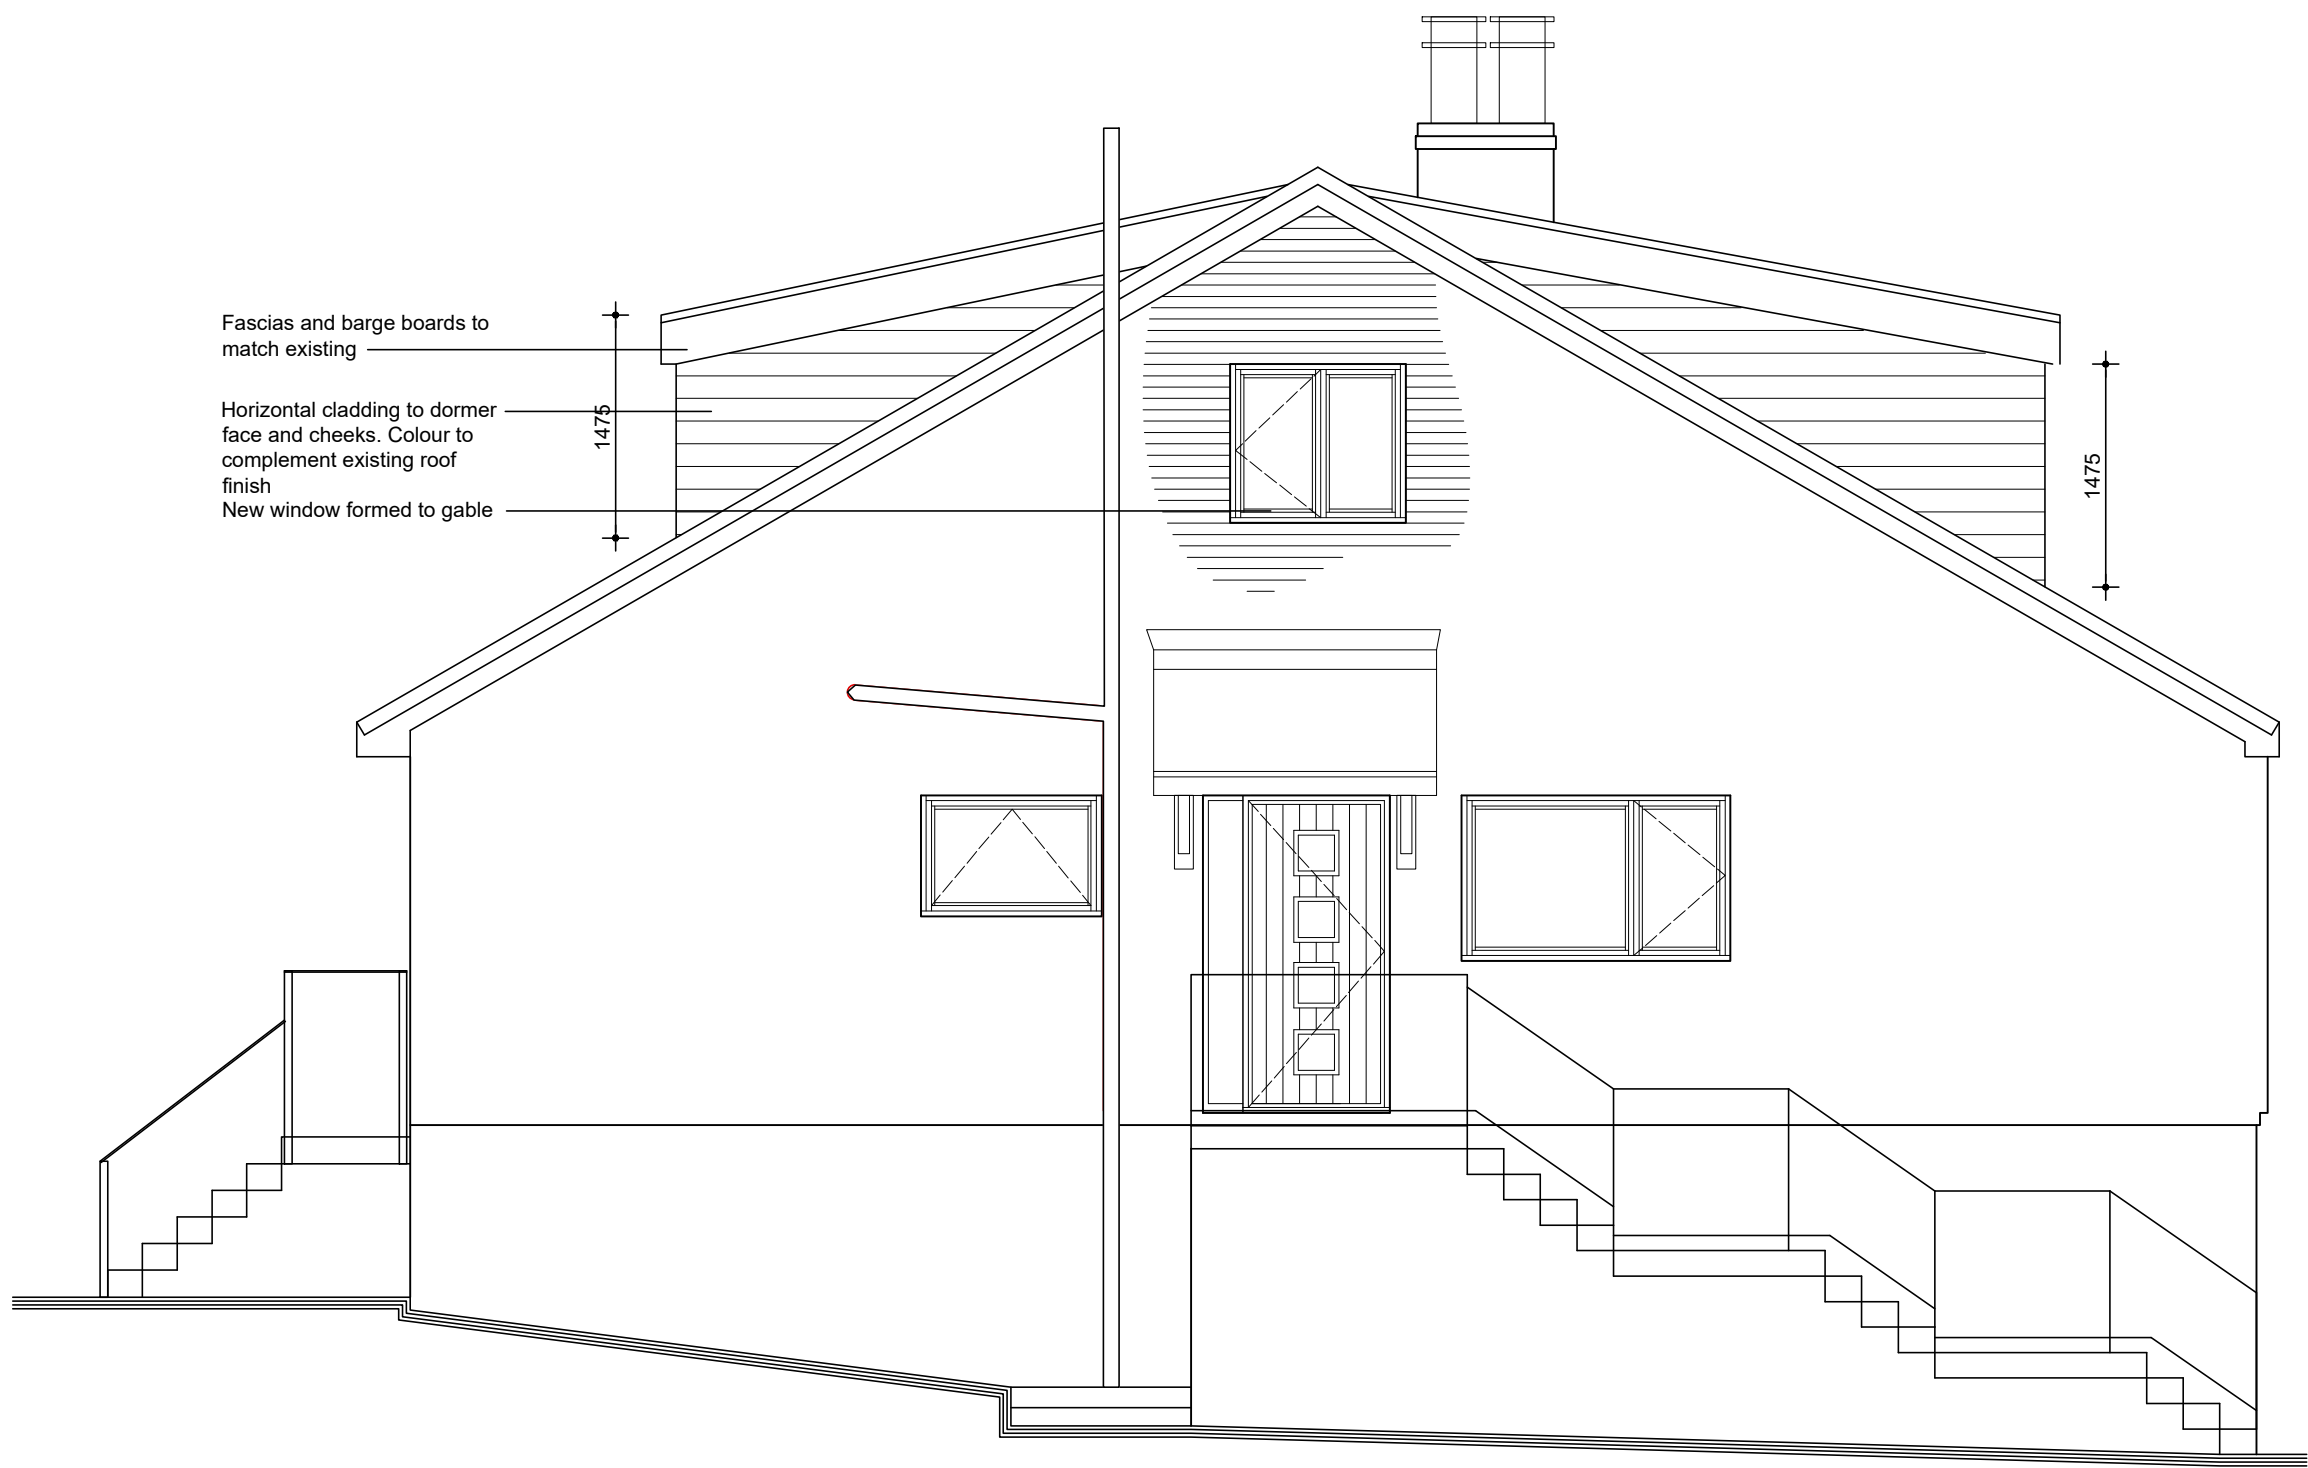 Fascias and barge boards to
match existing
Horizontal cladding to dormer
face and cheeks. Colour to
complement existing roof
finish
New window formed to gable
1475
1475